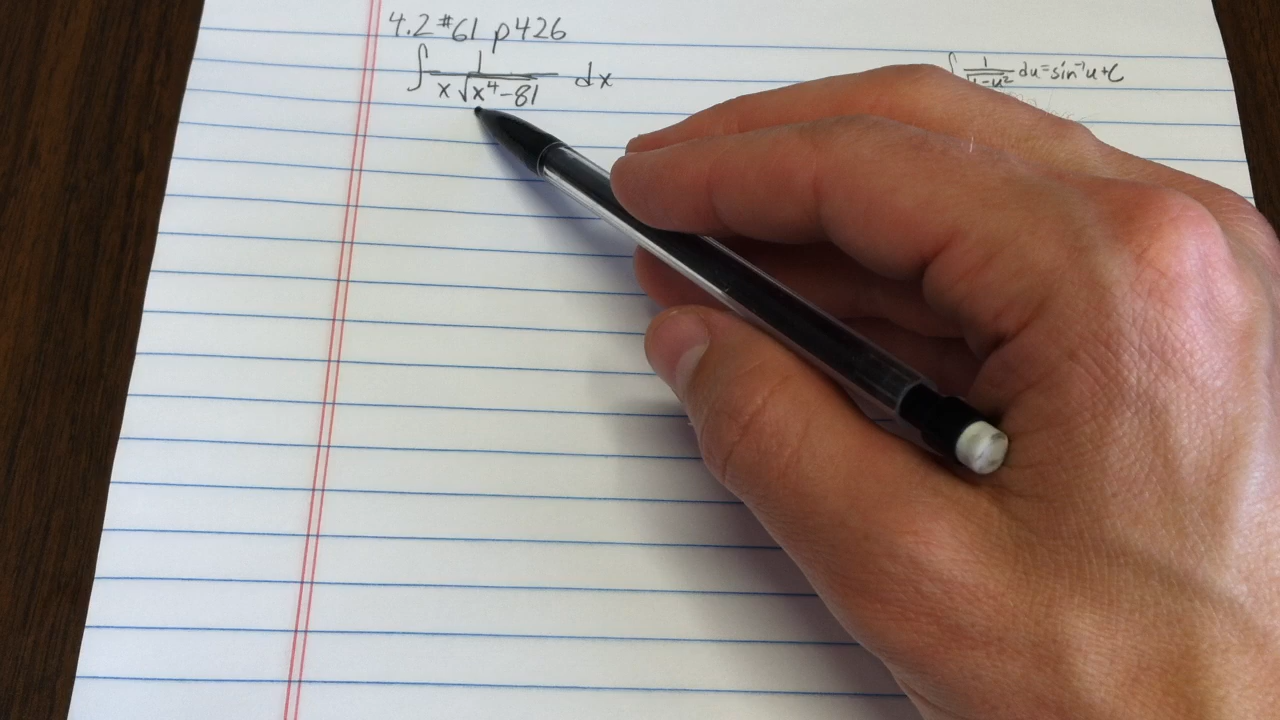 4.2 #61 p426
∫ 1/(x√(x⁴-81)) dx
∫ 1/√(1-u²) du = sin⁻¹u + C